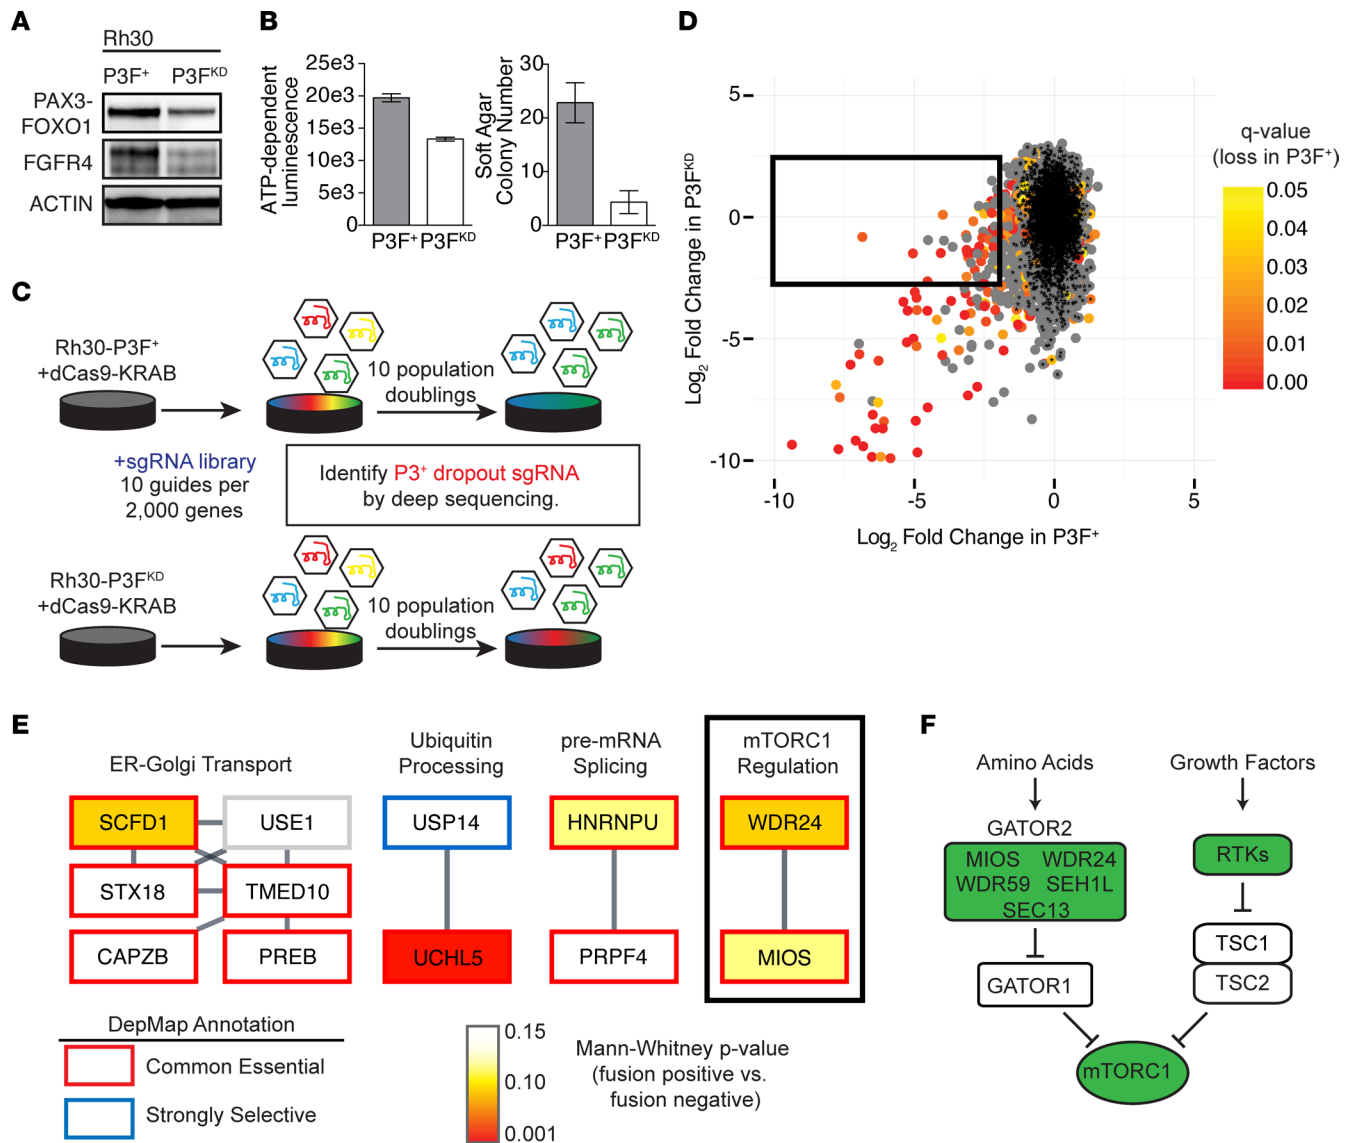 A
Rh30
P3F+ P3FKD
PAX3-
FOXO1
FGFR4
ACTIN
B
ATP-dependent
luminescence
25e3
20e3
15e3
10e3
5e3
0
P3F+ P3FKD
Soft Agar
Colony Number
30
20
10
0
P3F+ P3FKD
C
Rh30-P3F+
+dCas9-KRAB
10 population
doublings
+sgRNA library
10 guides per
2,000 genes
Identify P3+ dropout sgRNA
by deep sequencing.
Rh30-P3FKD
+dCas9-KRAB
10 population
doublings
D
Log2 Fold Change in P3FKD
5
0
-5
-10
-10 -5 0 5
Log2 Fold Change in P3F+
q-value
(loss in P3F+)
0.05
0.04
0.03
0.02
0.01
0.00
E
ER-Golgi Transport
SCFD1 USE1
STX18 TMED10
CAPZB PREB
Ubiquitin
Processing
USP14
UCHL5
pre-mRNA
Splicing
HNRNPU
PRPF4
mTORC1
Regulation
WDR24
MIOS
DepMap Annotation
Common Essential
Strongly Selective
0.15
0.10
0.001
Mann-Whitney p-value
(fusion positive vs.
fusion negative)
F
Amino Acids
GATOR2
MIOS WDR24
WDR59 SEH1L
SEC13
GATOR1
Growth Factors
RTKs
TSC1
TSC2
mTORC1